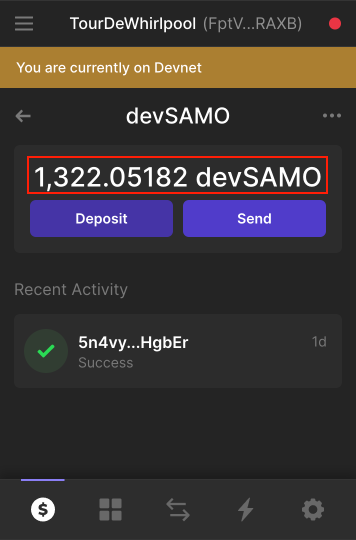 TourDeWhirlpool (FptV...RAXB)
You are currently on Devnet
devSAMO
1,322.05182 devSAMO
Deposit Send
Recent Activity
5n4vy...HgbEr 1d
Success